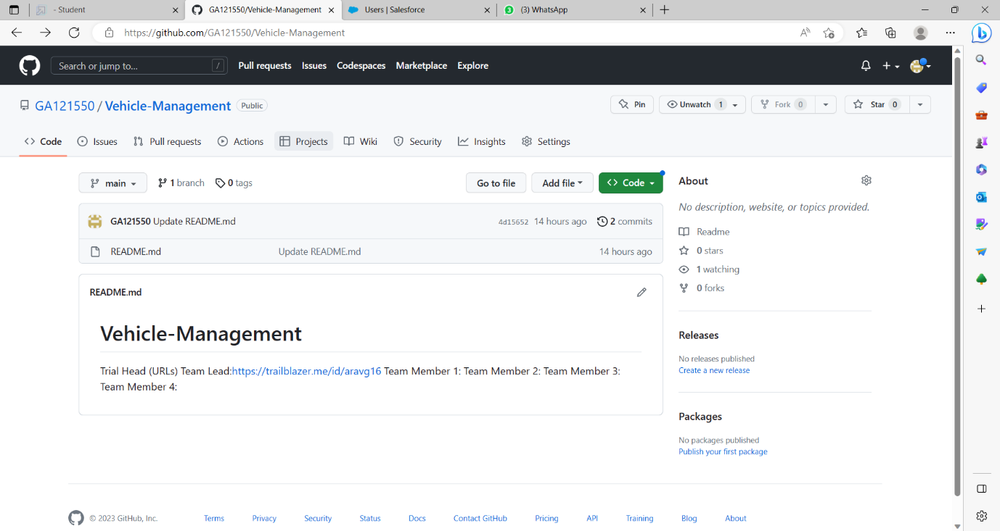 - Student
GA121550/Vehicle-Management
Users | Salesforce
(3) WhatsApp
https://github.com/GA121550/Vehicle-Management
Search or jump to... /
Pull requests Issues Codespaces Marketplace Explore
GA121550 / Vehicle-Management Public
Pin Unwatch 1 Fork 0 Star 0
Code Issues Pull requests Actions Projects Wiki Security Insights Settings
main 1 branch 0 tags Go to file Add file Code
GA121550 Update README.md 4d15652 14 hours ago 2 commits
README.md Update README.md 14 hours ago
README.md
Vehicle-Management
Trial Head (URLs) Team Lead:https://trailblazer.me/id/aravg16 Team Member 1: Team Member 2: Team Member 3:
Team Member 4:
About
No description, website, or topics provided.
Readme
0 stars
1 watching
0 forks
Releases
No releases published
Create a new release
Packages
No packages published
Publish your first package
© 2023 GitHub, Inc. Terms Privacy Security Status Docs Contact GitHub Pricing API Training Blog About